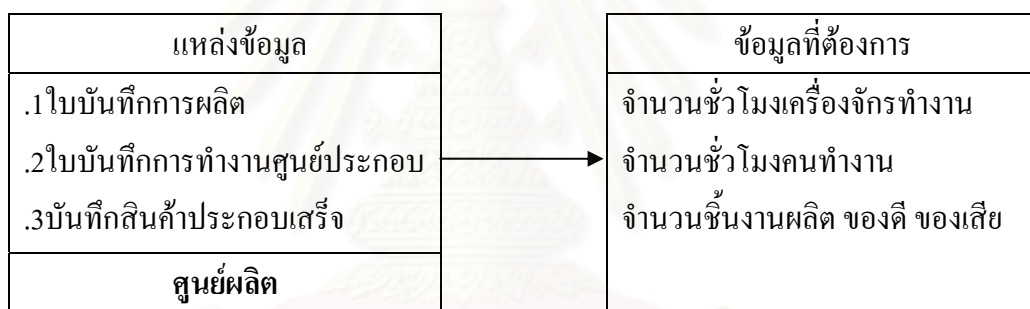 แหล่งข้อมูล
.1ใบบันทึกการผลิต
.2ใบบันทึกการทำงานศูนย์ประกอบ
.3บันทึกสินค้าประกอบเสร็จ
ศูนย์ผลิต
ข้อมูลที่ต้องการ
จำนวนชั่วโมงเครื่องจักรทำงาน
จำนวนชั่วโมงคนทำงาน
จำนวนชิ้นงานผลิต ของดี ของเสีย